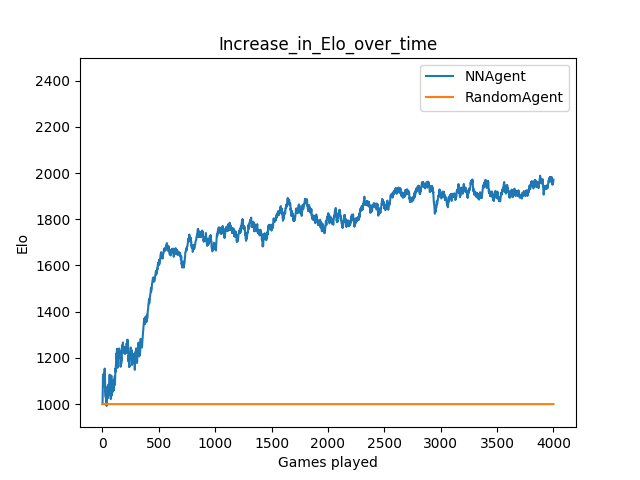 Increase_in_Elo_over_time
NNAgent
RandomAgent
2400
2200
2000
1800
1600
1400
1200
1000
Elo
0 500 1000 1500 2000 2500 3000 3500 4000
Games played